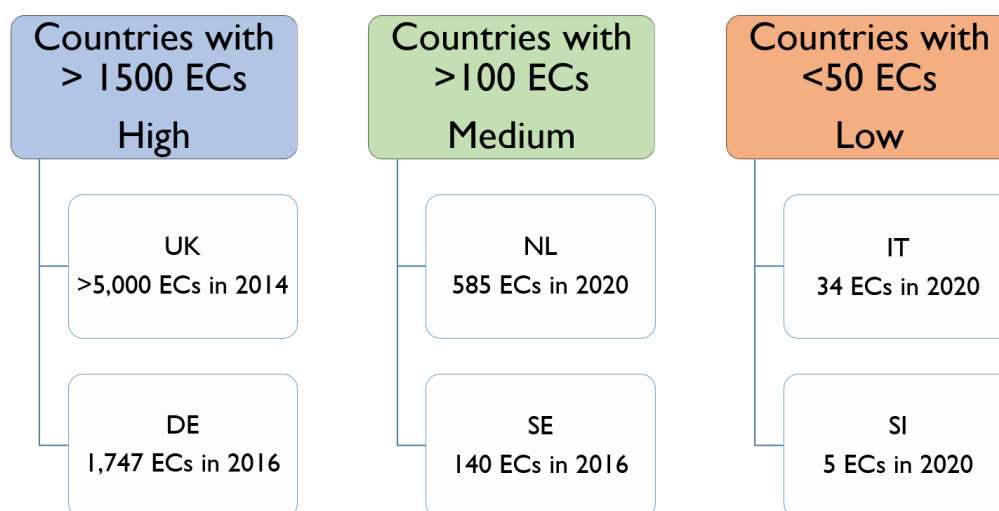 Countries with
> 1500 ECs
High
UK
>5,000 ECs in 2014
DE
1,747 ECs in 2016
Countries with
>100 ECs
Medium
NL
585 ECs in 2020
SE
140 ECs in 2016
Countries with
<50 ECs
Low
IT
34 ECs in 2020
SI
5 ECs in 2020